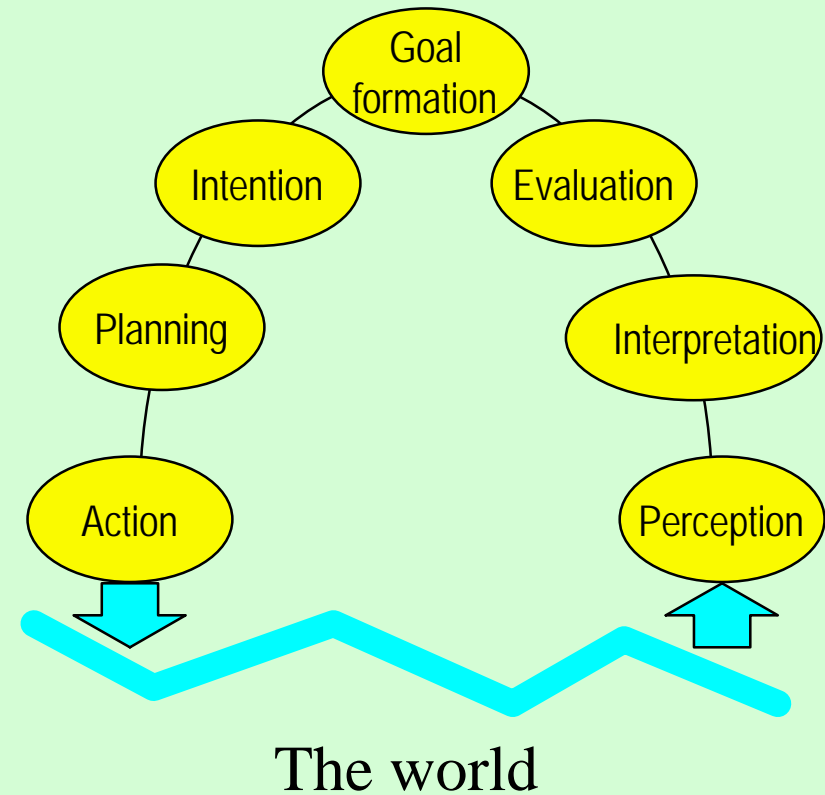 Goal
formation
Intention
Evaluation
Planning
Interpretation
Action
Perception
The world